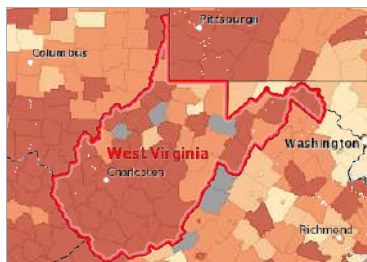 Pittsburgh
Columbus
West Virginia
Charleston
Washington
Richmond